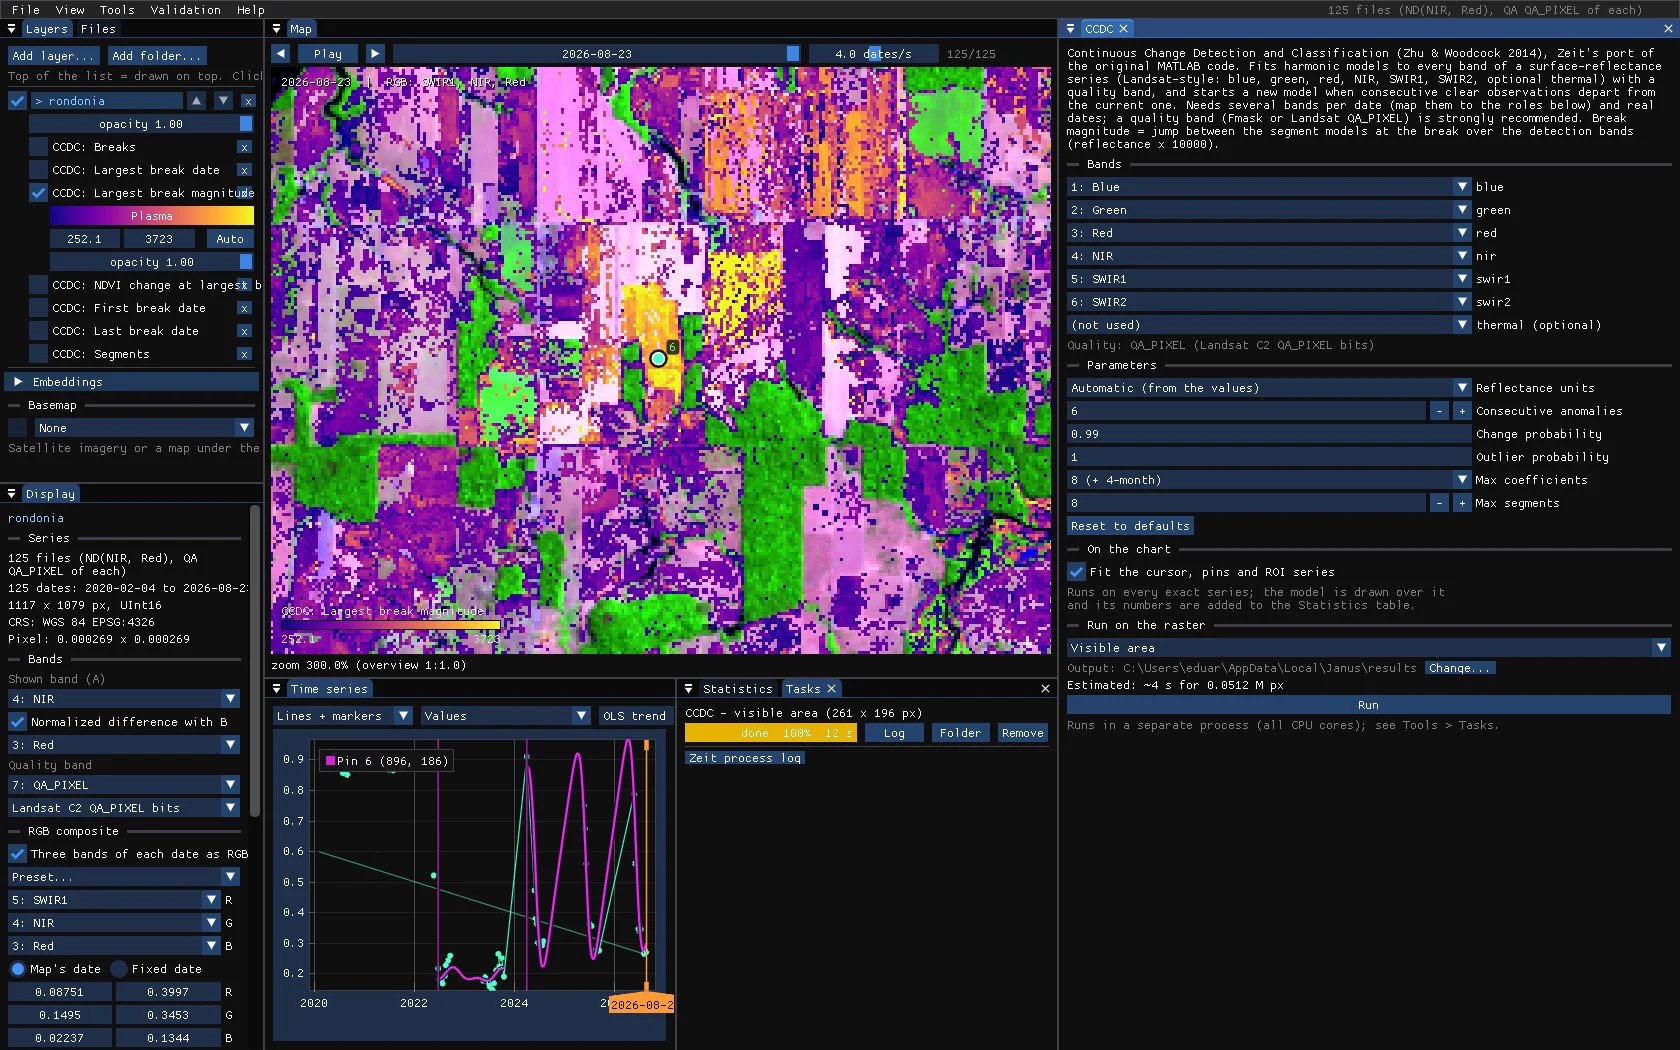 File View Tools Validation Help
125 files (ND(NIR, Red), QA QA_PIXEL of each)
Layers Files
Add layer... Add folder...
Top of the list = drawn on top. Clic
> rondonia x
opacity 1.00
CCDC: Breaks x
CCDC: Largest break date x
CCDC: Largest break magnitude
Plasma
252.1 3723 Auto
opacity 1.00
CCDC: NDVI change at largest b
CCDC: First break date x
CCDC: Last break date x
CCDC: Segments x
Embeddings
Basemap
None
Satellite imagery or a map under the
Display
rondonia
Series
125 files (ND(NIR, Red), QA
QA_PIXEL of each)
125 dates: 2020-02-04 to 2026-08-2
1117 x 1079 px, UInt16
CRS: WGS 84 EPSG:4326
Pixel: 0.000269 x 0.000269
Bands
Shown band (A)
4: NIR
Normalized difference with B
3: Red
Quality band
7: QA_PIXEL
Landsat C2 QA_PIXEL bits
RGB composite
Three bands of each date as RGB
Preset...
5: SWIR1 R
4: NIR G
3: Red B
Map's date Fixed date
0.08751 0.3997 R
0.1495 0.3453 G
0.02237 0.1344 B
Map
Play 2026-08-23 4.0 dates/s 125/125
2026-08-23 | RGB: SWIR1, NIR, Red
6
CCDC: Largest break magnitude
252.1 3723
zoom 300.0% (overview 1:1.0)
Time series
Lines + markers Values OLS trend
Pin 6 (896, 186)
0.9
0.8
0.7
0.6
0.5
0.4
0.3
0.2
2020 2022 2024 2026-08-2
Statistics Tasks
CCDC - visible area (261 x 196 px)
done 100% 12 s Log Folder Remove
Zeit process log
CCDC
Continuous Change Detection and Classification (Zhu & Woodcock 2014), Zeit's port of
the original MATLAB code. Fits harmonic models to every band of a surface-reflectance
series (Landsat-style: blue, green, red, NIR, SWIR1, SWIR2, optional thermal) with a
quality band, and starts a new model when consecutive clear observations depart from
the current one. Needs several bands per date (map them to the roles below) and real
dates; a quality band (Fmask or Landsat QA_PIXEL) is strongly recommended. Break
magnitude = jump between the segment models at the break over the detection bands
(reflectance x 10000).
Bands
1: Blue blue
2: Green green
3: Red red
4: NIR nir
5: SWIR1 swir1
6: SWIR2 swir2
(not used) thermal (optional)
Quality: QA_PIXEL (Landsat C2 QA_PIXEL bits)
Parameters
Automatic (from the values) Reflectance units
6 - + Consecutive anomalies
0.99 Change probability
1 Outlier probability
8 (+ 4-month) Max coefficients
8 - + Max segments
Reset to defaults
On the chart
Fit the cursor, pins and ROI series
Runs on every exact series; the model is drawn over it
and its numbers are added to the Statistics table.
Run on the raster
Visible area
Output: C:\Users\eduar\AppData\Local\Janus\results Change...
Estimated: ~4 s for 0.0512 M px
Run
Runs in a separate process (all CPU cores); see Tools > Tasks.